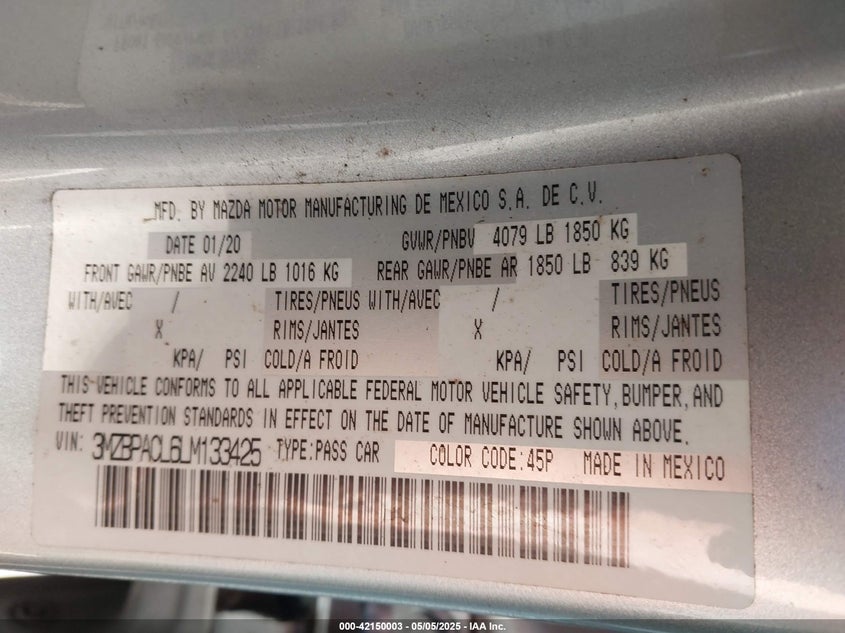 MFD. BY MAZDA MOTOR MANUFACTURING DE MEXICO S.A. DE C.V.
DATE 01/20 GVWR/PNBV 4079 LB 1850 KG
FRONT GAWR/PNBE AV 2240 LB 1016 KG REAR GAWR/PNBE AR 1850 LB 839 KG
WITH/AVEC / TIRES/PNEUS WITH/AVEC / TIRES/PNEUS
X RIMS/JANTES X RIMS/JANTES
KPA/ PSI COLD/A FROID KPA/ PSI COLD/A FROID
THIS VEHICLE CONFORMS TO ALL APPLICABLE FEDERAL MOTOR VEHICLE SAFETY, BUMPER, AND
THEFT PREVENTION STANDARDS IN EFFECT ON THE DATE OF MANUFACTURE SHOWN ABOVE.
VIN: 3MZBPACL6LM133425 TYPE:PASS CAR COLOR CODE:45P MADE IN MEXICO
000-42150003 - 05/05/2025 - IAA Inc.